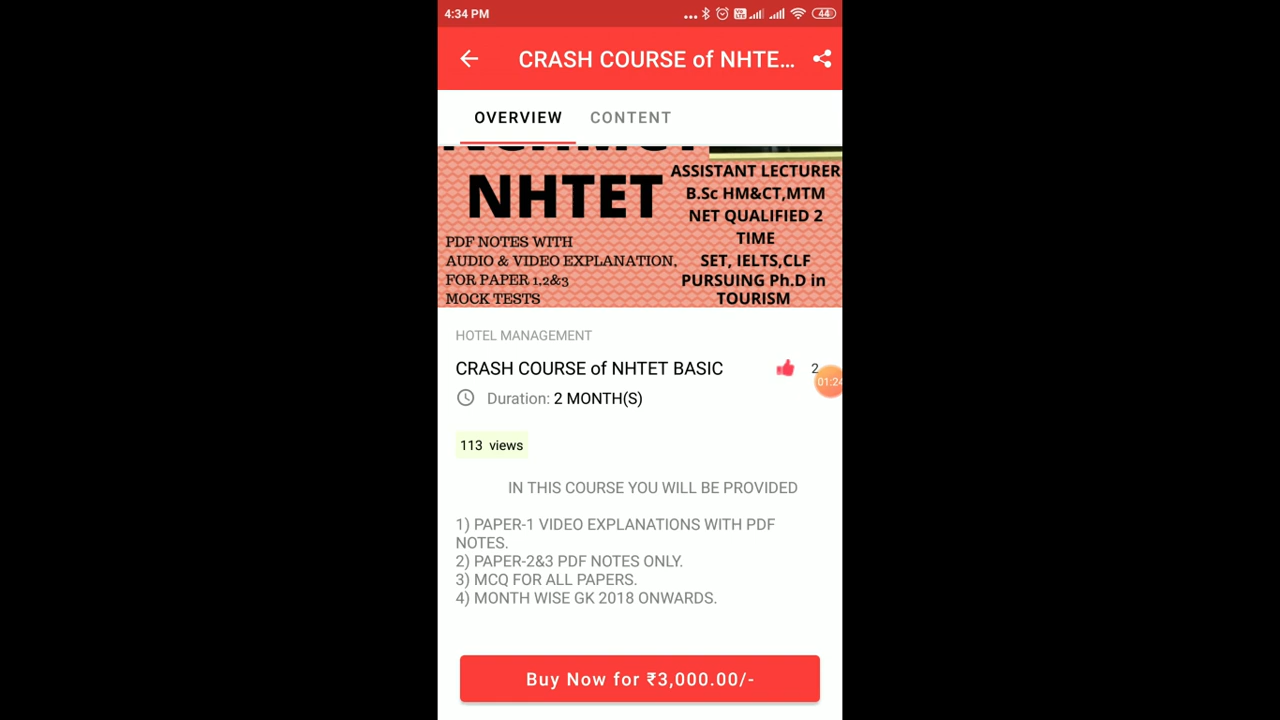 4:34 PM
44
CRASH COURSE of NHTE...
OVERVIEW CONTENT
NHTET
PDF NOTES WITH
AUDIO & VIDEO EXPLANATION,
FOR PAPER 1,2&3
MOCK TESTS
ASSISTANT LECTURER
B.Sc HM&CT,MTM
NET QUALIFIED 2
TIME
SET, IELTS,CLF
PURSUING Ph.D in
TOURISM
HOTEL MANAGEMENT
CRASH COURSE of NHTET BASIC
2
01:24
Duration: 2 MONTH(S)
113 views
IN THIS COURSE YOU WILL BE PROVIDED
1) PAPER-1 VIDEO EXPLANATIONS WITH PDF
NOTES.
2) PAPER-2&3 PDF NOTES ONLY.
3) MCQ FOR ALL PAPERS.
4) MONTH WISE GK 2018 ONWARDS.
Buy Now for ₹3,000.00/-